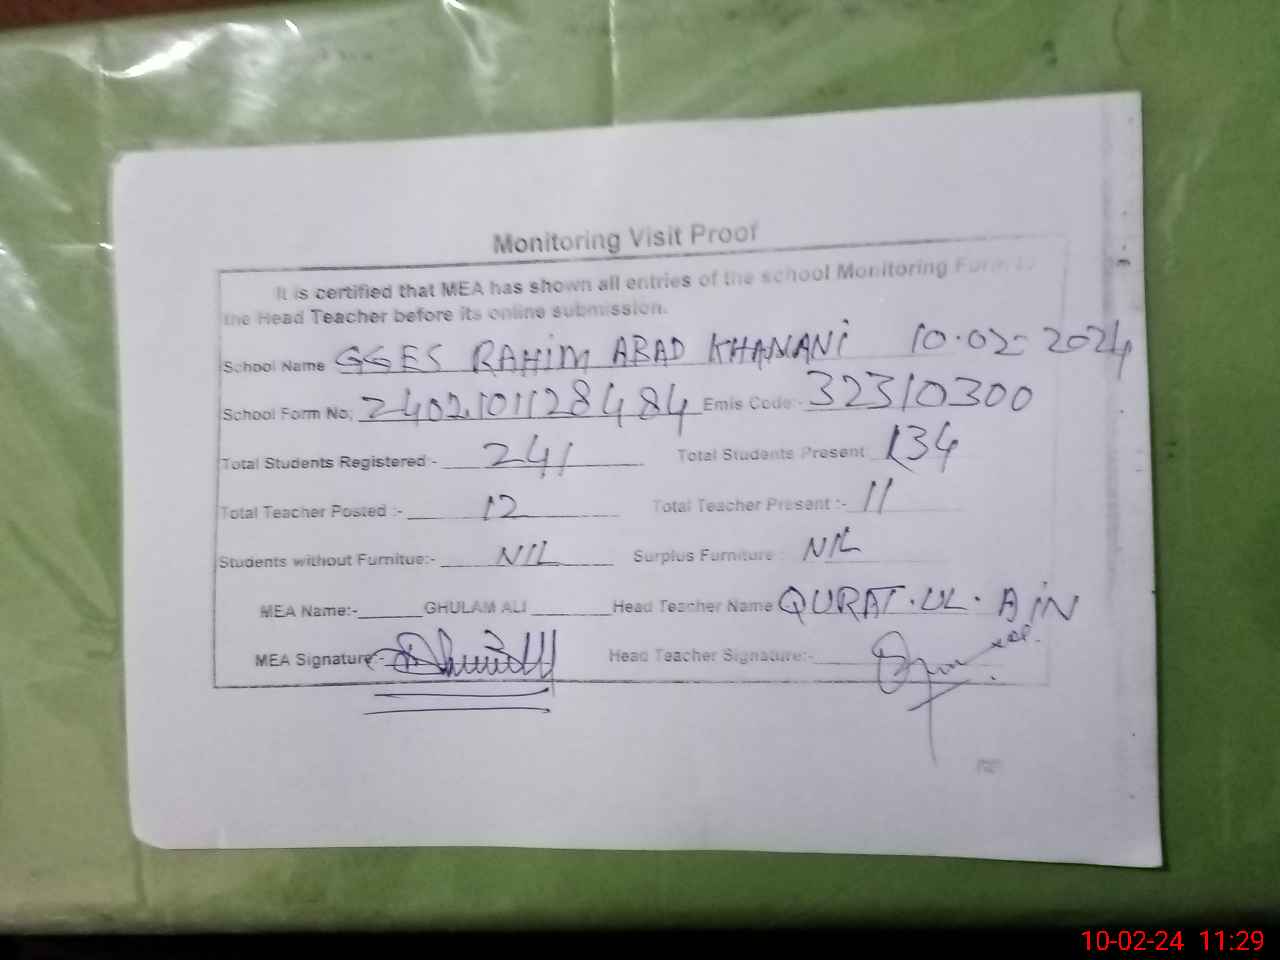 Monitoring Visit Proof
It is certified that MEA has shown all entries of the school Monitoring Form to
the Head Teacher before its online submission.
School Name GGES RAHIM ABAD KHANANI 10.02-2024
School Form No; 2402101128484 Emis Code:- 32310300
Total Students Registered:- 241 Total Students Present 134
Total Teacher Posted :- 12 Total Teacher Present :- 11
Students without Furnitue:- NIL Surplus Furniture : NIL
MEA Name:- GHULAM ALI Head Teacher Name QURAT.UL.AIN
MEA Signature:- Head Teacher Signature:-
10-02-24 11:29